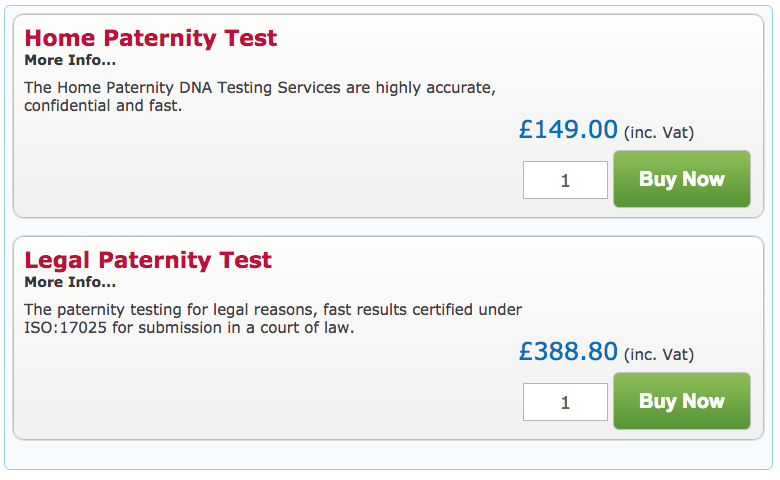 Home Paternity Test
More Info...
The Home Paternity DNA Testing Services are highly accurate,
confidential and fast.
£149.00 (inc. Vat)
1 Buy Now
Legal Paternity Test
More Info...
The paternity testing for legal reasons, fast results certified under
ISO:17025 for submission in a court of law.
£388.80 (inc. Vat)
1 Buy Now